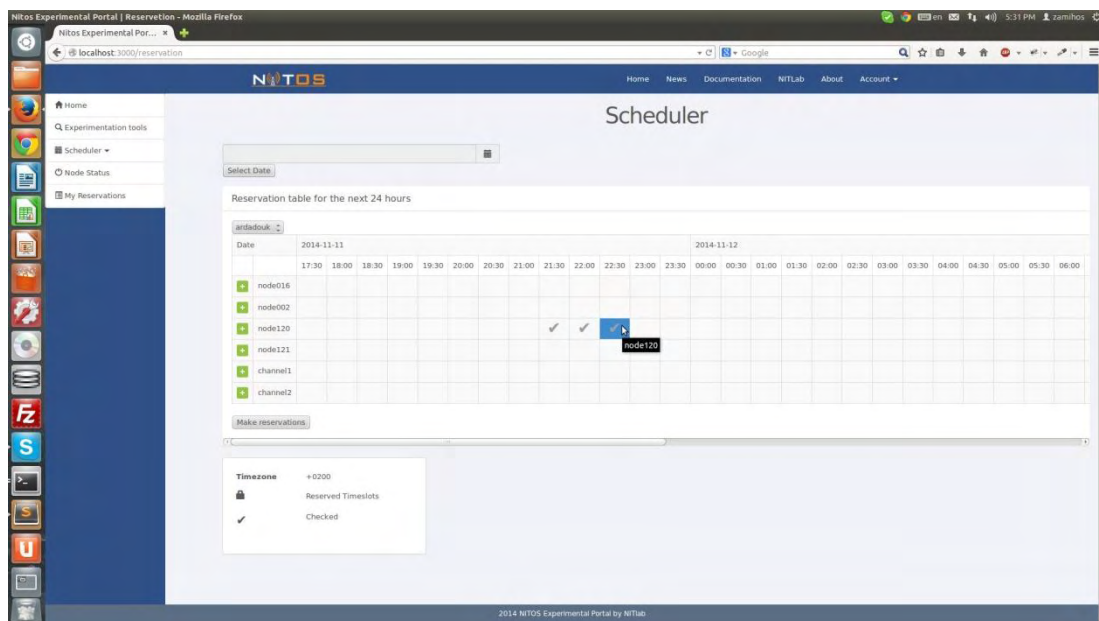 Nitos Experimental Portal | Reservetion - Mozilla Firefox
en 5:31 PM zamihos
Nitos Experimental Por...
localhost:3000/reservation
Google
NITOS
Home News Documentation NITLab About Account
Home
Experimentation tools
Scheduler
Node Status
My Reservations
Scheduler
Select Date
Reservation table for the next 24 hours
ardadouk
Date 2014-11-11 2014-11-12
17:30 18:00 18:30 19:00 19:30 20:00 20:30 21:00 21:30 22:00 22:30 23:00 23:30 00:00 00:30 01:00 01:30 02:00 02:30 03:00 03:30 04:00 04:30 05:00 05:30 06:00
node016
node002
node120
node120
node121
channel1
channel2
Make reservations
Timezone +0200
Reserved Timeslots
Checked
2014 NITOS Experimental Portal by NITlab